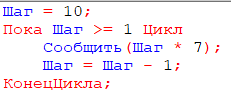 Шаг = 10;
Пока Шаг >= 1 Цикл
    Сообщить(Шаг * 7);
    Шаг = Шаг - 1;
КонецЦикла;